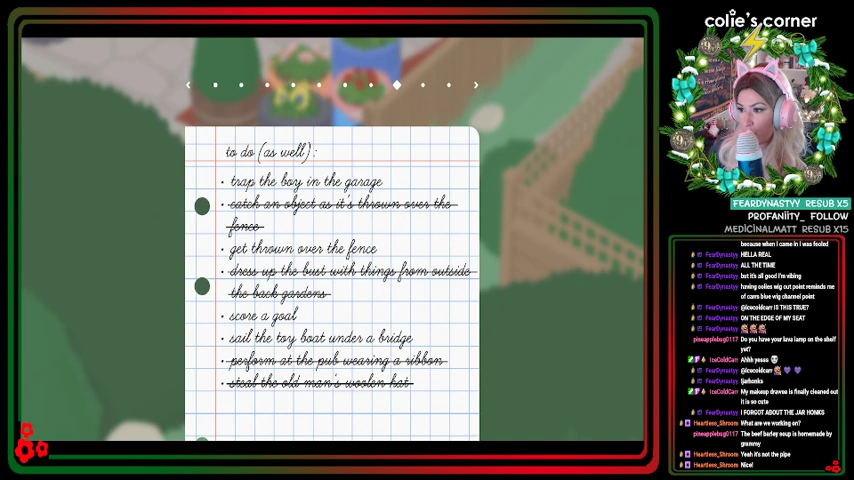 colie's corner
to do (as well):
• trap the boy in the garage
• catch an object as it's thrown over the
fence
• get thrown over the fence
• dress up the bust with things from outside
the back gardens
• score a goal
• sail the toy boat under a bridge
• perform at the pub wearing a ribbon
• steal the old man's woolen hat
FEARDYNASTYY RESUB X5
PROFANIITY_ FOLLOW
MEDICINALMATT RESUB X15
because when I came in I was fooled
FearDynastyy HELLA REAL
FearDynastyy ALL THE TIME
FearDynastyy but it's all good I'm vibing
FearDynastyy having colies wig out point reminds
me of carrs blue wig channel point
FearDynastyy @icecoldcarr IS THIS TRUE?
FearDynastyy ON THE EDGE OF MY SEAT
FearDynastyy
pineapplebug0117 Do you have your lava lamp on the shelf
yet?
IceColdCarr Ahhh yesss
FearDynastyy @icecoldcarr
FearDynastyy !jarhonks
IceColdCarr My makeup drawer is finally cleaned out
it is so cute
FearDynastyy I FORGOT ABOUT THE JAR HONKS
Heartless_Shroom What are we working on?
pineapplebug0117 The beef barley soup is homemade by
grammy
Heartless_Shroom Yeah it's not the pipe
Heartless_Shroom Nice!